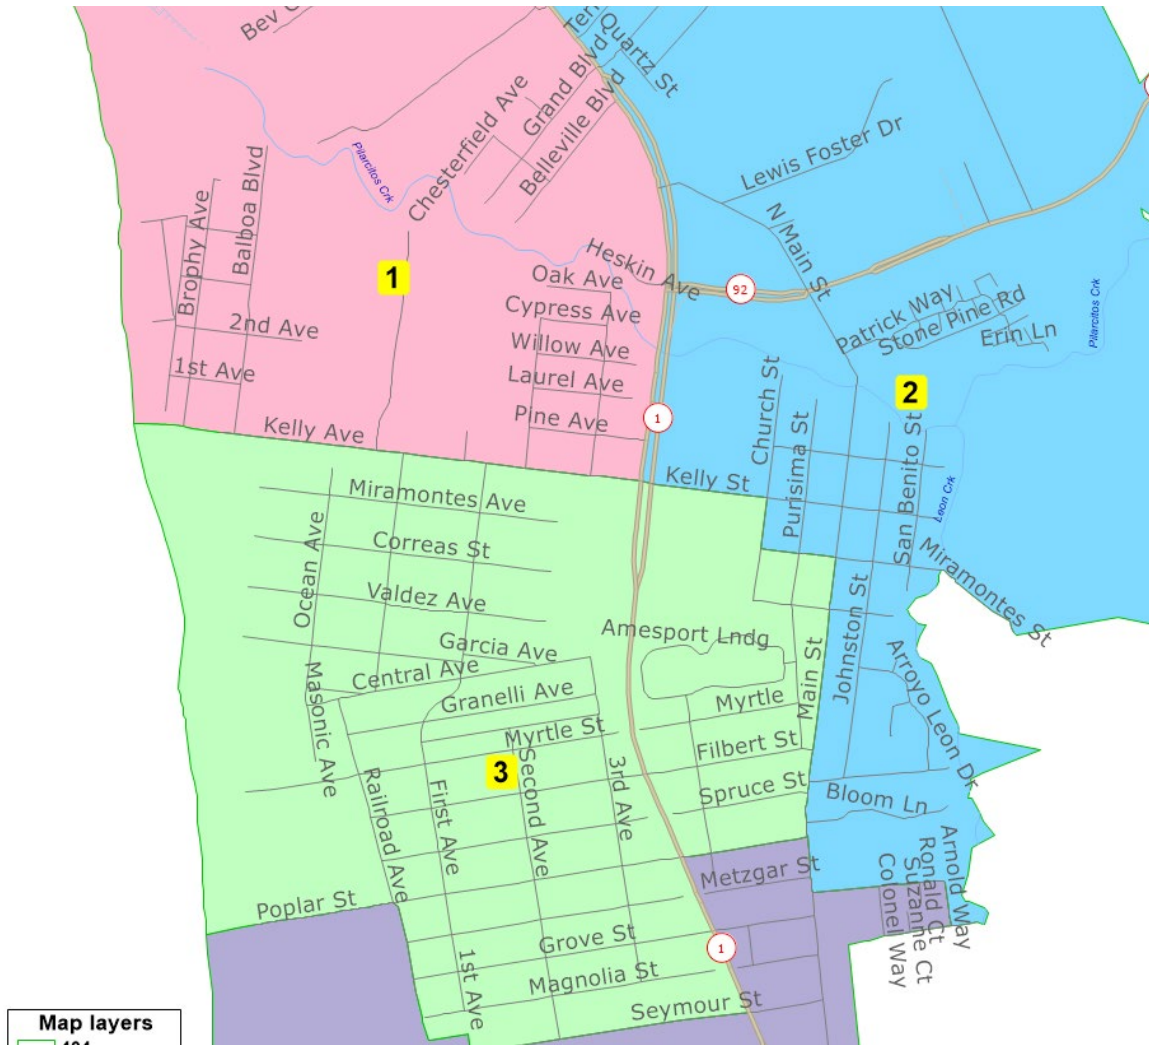 Bev
Quartz St
Grand Blvd
Belleville Blvd
Chesterfield Ave
Pilarcitos Crk
Lewis Foster Dr
Balboa Blvd
Brophy Ave
1
N Main St
Heskin Ave
Oak Ave
92
Cypress Ave
Patrick Way
Stone Pine Rd
Erin Ln
Pilarcitos Crk
2nd Ave
Willow Ave
1st Ave
Laurel Ave
Church St
2
Pine Ave
1
Purisima St
San Benito St
Kelly Ave
Kelly St
Leon Crk
Miramontes Ave
Correas St
Ocean Ave
Miramontes St
Valdez Ave
Johnston St
Amesport Lndg
Garcia Ave
Central Ave
Main St
Arroyo Leon Dr
Masonic Ave
Granelli Ave
Myrtle
Myrtle St
Filbert St
3
Second Ave
3rd Ave
Railroad Ave
First Ave
Spruce St
Bloom Ln
Metzgar St
Arnold Way
Ronald Ct
Suzanne Ct
Colonel Way
Poplar St
Grove St
1
1st Ave
Magnolia St
Seymour St
Map layers